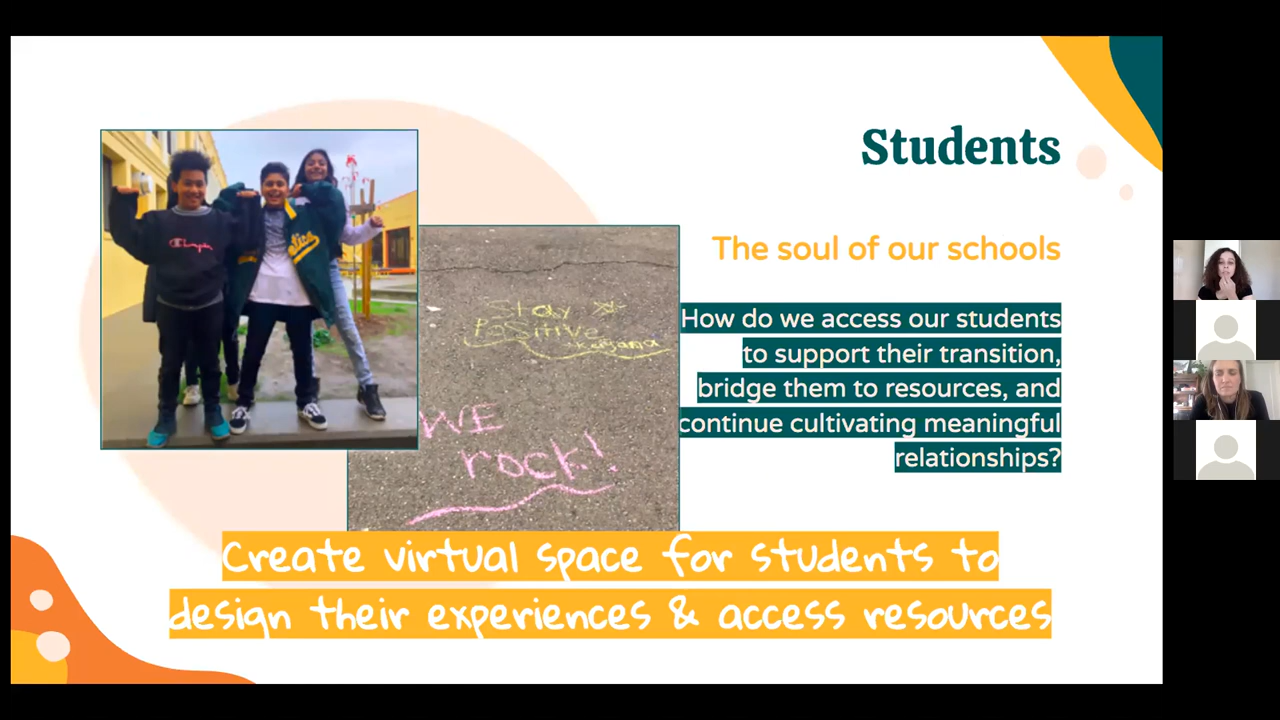 Students
The soul of our schools
How do we access our students
to support their transition,
bridge them to resources, and
continue cultivating meaningful
relationships?
Champion
Stay
Positive
WE
rock!
Create virtual space for students to
design their experiences & access resources